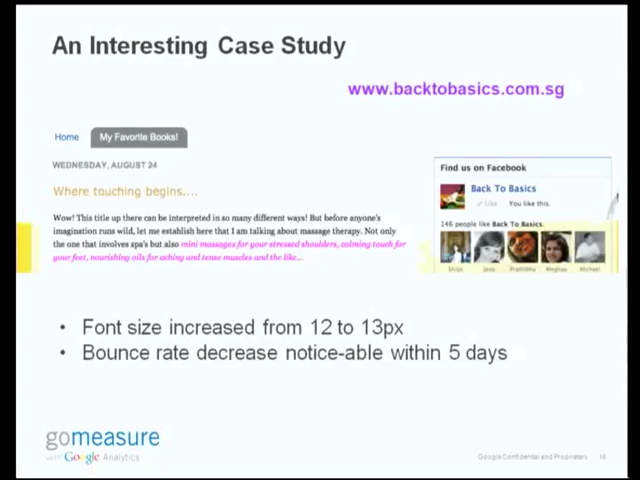 An Interesting Case Study
www.backtobasics.com.sg
Home
My Favorite Books!
WEDNESDAY, AUGUST 24
Where touching begins....
Wow! This title up there can be interpreted in so many different ways! But before anyone's
imagination runs wild, let me establish here that I am talking about massage therapy. Not only
the one that involves spa's but also mini massages for your stressed shoulders, calming touch for
your feet, nourishing oils for aching and tense muscles and the like...
Find us on Facebook
Back To Basics
Like You like this.
146 people like Back To Basics.
Shilpi Jana Prathibha Meghaa Michael
• Font size increased from 12 to 13px
• Bounce rate decrease notice-able within 5 days
gomeasure
with Google Analytics
Google Confidential and Proprietary